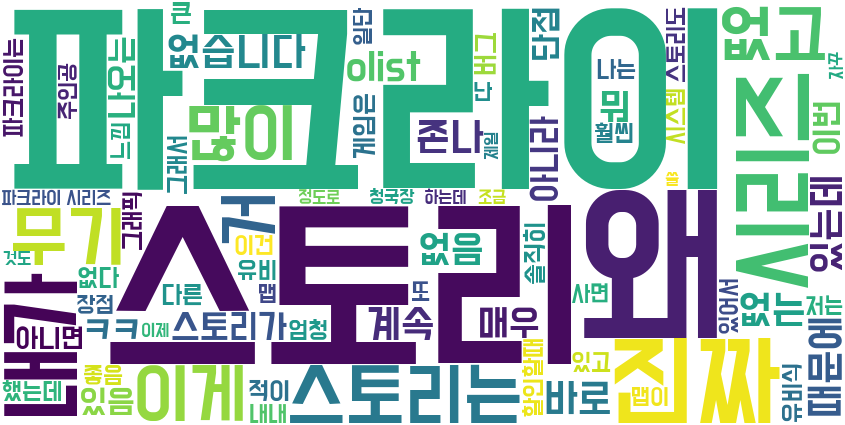 파크라이
스토리
왜
시리즈
진짜
내가
스토리는
많이
무기
이게
없고
거
존나
때문에
바로
olist
없습니다
큰
일단
버그
단점
나는
뭐
훨씬
시스템
스토리도
자꾸
이번
파크라이는
주인공
나오는
느낌
그래서
게임은
다
제일
아니라
쫌
있는데
파크라이 시리즈
그래픽
정도로
청국장
하는데
조금
이건
유비
없음
솔직히
것도
없다
장점
다른
맵
또
사면
있어서
없는
저는
아니면
ㅋㅋ
이제
스토리가
엄청
계속
매우
했는데
좋음
있음
적이
내내
할인할때
있고
맵이
유비식